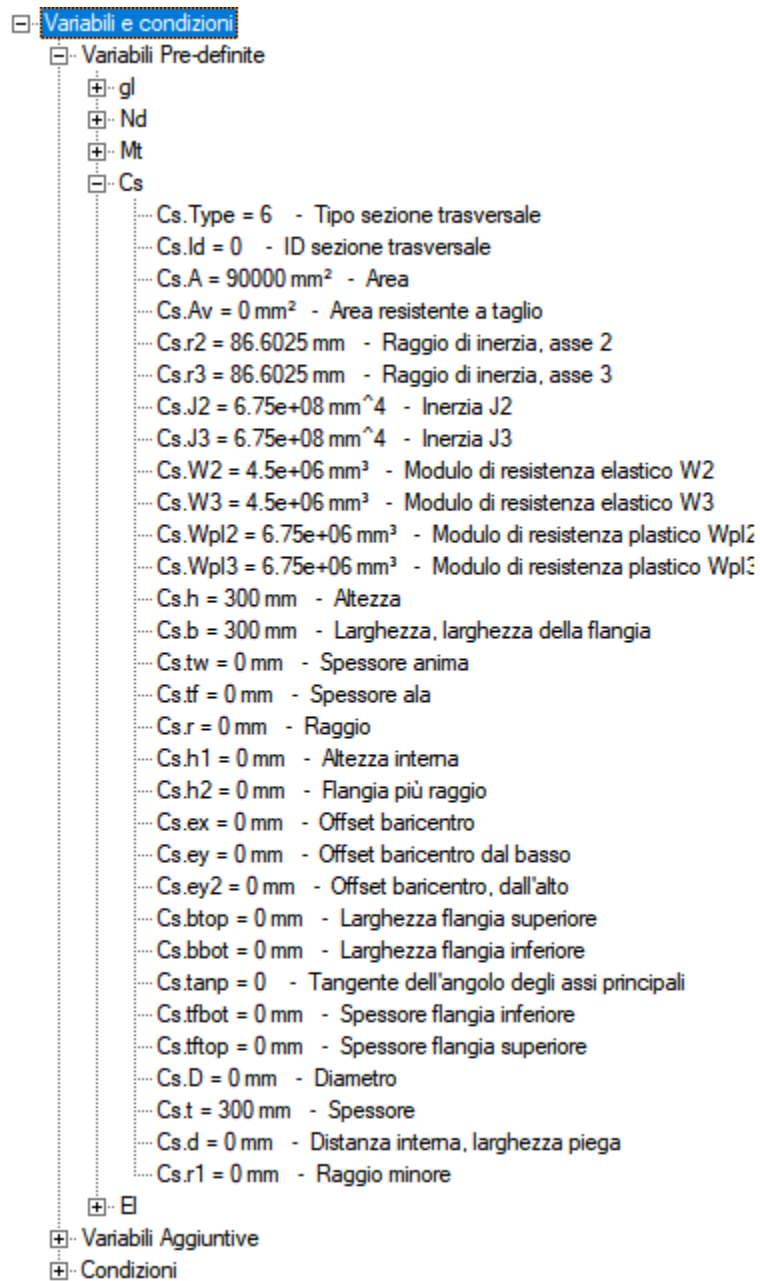 Variabili e condizioni
Variabili Pre-definite
gl
Nd
Mt
Cs
Cs.Type = 6 - Tipo sezione trasversale
Cs.Id = 0 - ID sezione trasversale
Cs.A = 90000 mm² - Area
Cs.Av = 0 mm² - Area resistente a taglio
Cs.r2 = 86.6025 mm - Raggio di inerzia, asse 2
Cs.r3 = 86.6025 mm - Raggio di inerzia, asse 3
Cs.J2 = 6.75e+08 mm^4 - Inerzia J2
Cs.J3 = 6.75e+08 mm^4 - Inerzia J3
Cs.W2 = 4.5e+06 mm³ - Modulo di resistenza elastico W2
Cs.W3 = 4.5e+06 mm³ - Modulo di resistenza elastico W3
Cs.Wpl2 = 6.75e+06 mm³ - Modulo di resistenza plastico Wpl2
Cs.Wpl3 = 6.75e+06 mm³ - Modulo di resistenza plastico Wpl3
Cs.h = 300 mm - Altezza
Cs.b = 300 mm - Larghezza, larghezza della flangia
Cs.tw = 0 mm - Spessore anima
Cs.tf = 0 mm - Spessore ala
Cs.r = 0 mm - Raggio
Cs.h1 = 0 mm - Altezza interna
Cs.h2 = 0 mm - Flangia più raggio
Cs.ex = 0 mm - Offset baricentro
Cs.ey = 0 mm - Offset baricentro dal basso
Cs.ey2 = 0 mm - Offset baricentro, dall'alto
Cs.btop = 0 mm - Larghezza flangia superiore
Cs.bbot = 0 mm - Larghezza flangia inferiore
Cs.tanp = 0 - Tangente dell'angolo degli assi principali
Cs.tfbot = 0 mm - Spessore flangia inferiore
Cs.tftop = 0 mm - Spessore flangia superiore
Cs.D = 0 mm - Diametro
Cs.t = 300 mm - Spessore
Cs.d = 0 mm - Distanza interna, larghezza piega
Cs.r1 = 0 mm - Raggio minore
El
Variabili Aggiuntive
Condizioni